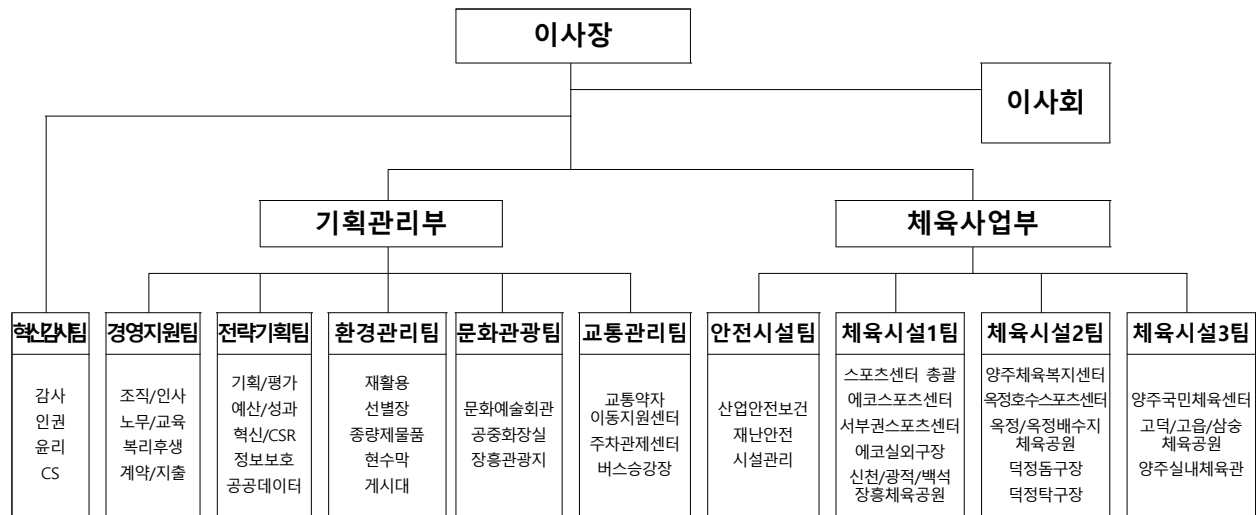 이사장
이사회
기획관리부
체육사업부
혁신감사팀
감사
인권
윤리
CS
경영지원팀
조직/인사
노무/교육
복리후생
계약/지출
전략기획팀
기획/평가
예산/성과
혁신/CSR
정보보호
공공데이터
환경관리팀
재활용
선별장
종량제물품
현수막
게시대
문화관광팀
문화예술회관
공중화장실
장흥관광지
교통관리팀
교통약자
이동지원센터
주차관제센터
버스승강장
안전시설팀
산업안전보건
재난안전
시설관리
체육시설1팀
스포츠센터 총괄
에코스포츠센터
서부권스포츠센터
에코실외구장
신천/광적/백석
장흥체육공원
체육시설2팀
양주체육복지센터
옥정호수스포츠센터
옥정/옥정배수지
체육공원
덕정돔구장
덕정탁구장
체육시설3팀
양주국민체육센터
고덕/고읍/삼숭
체육공원
양주실내체육관